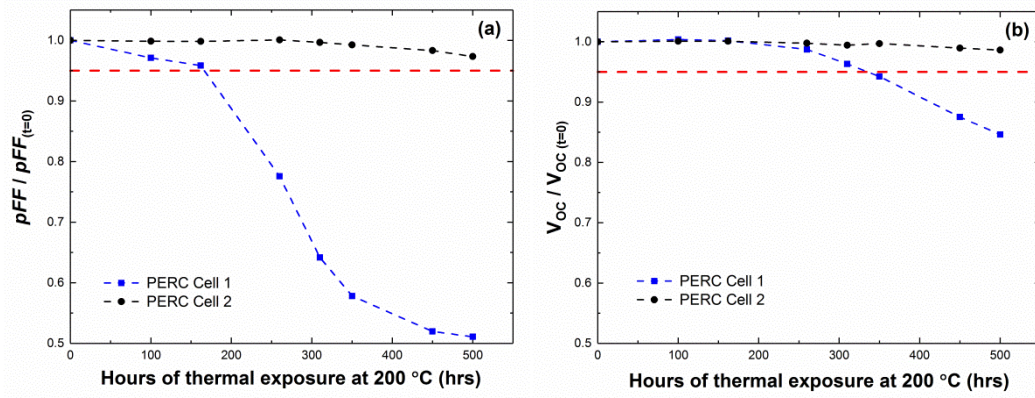 (a)
1.0
0.9
0.8
0.7
0.6
0.5
pFF / pFF(t=0)
PERC Cell 1
PERC Cell 2
0 100 200 300 400 500
Hours of thermal exposure at 200 °C (hrs)
(b)
1.0
0.9
0.8
0.7
0.6
0.5
VOC / VOC (t=0)
PERC Cell 1
PERC Cell 2
0 100 200 300 400 500
Hours of thermal exposure at 200 °C (hrs)